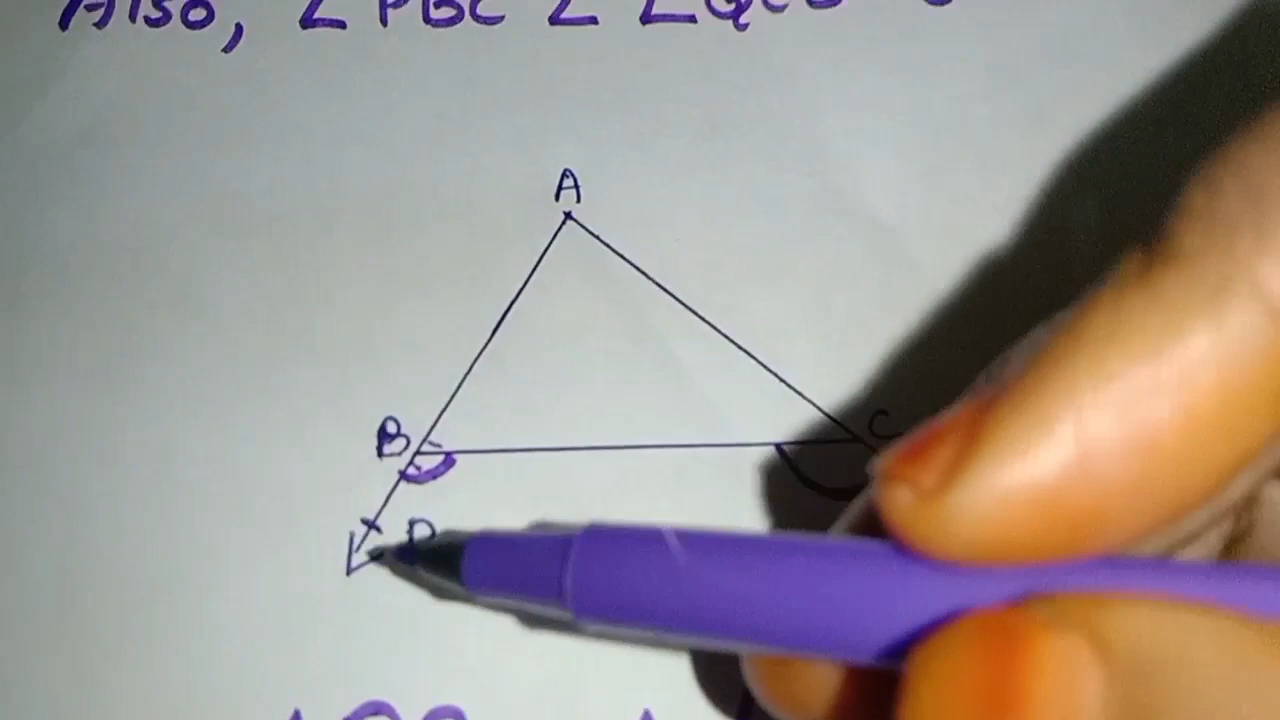 Also, ∠PBC < ∠QCB
A
B
C
P